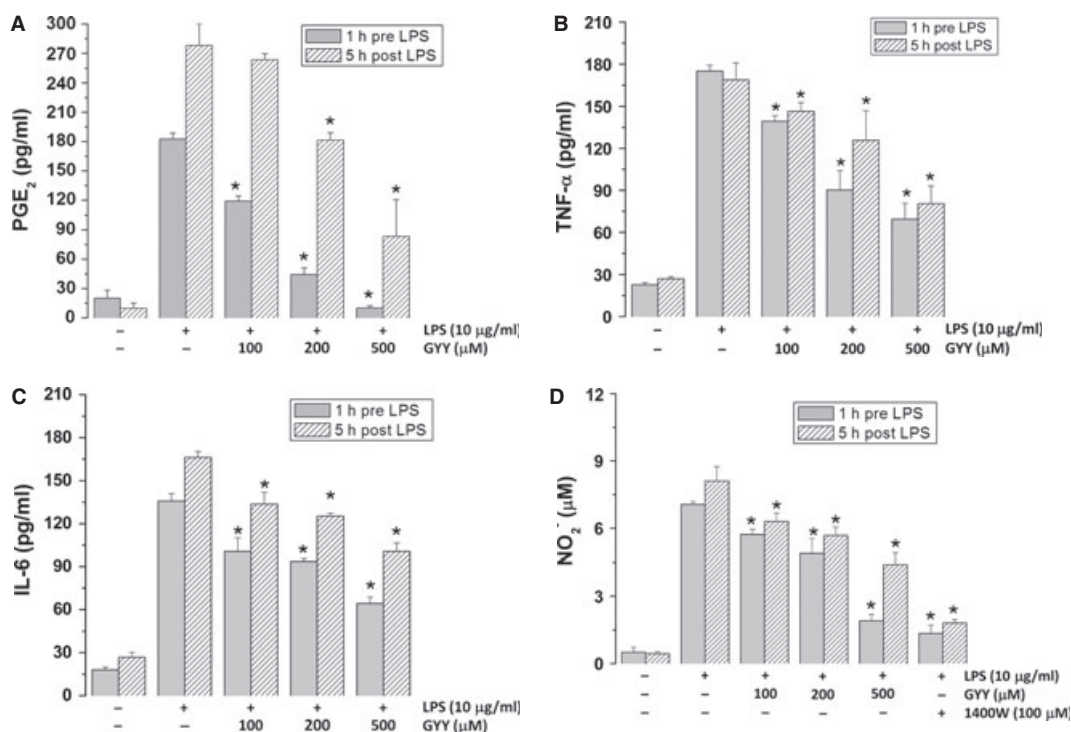 A
PGE2 (pg/ml)
300
270
240
210
180
150
120
90
60
30
0
1 h pre LPS
5 h post LPS
*
*
*
*
*
– + + + + LPS (10 μg/ml)
– – 100 200 500 GYY (μM)
B
TNF-α (pg/ml)
210
180
150
120
90
60
30
0
1 h pre LPS
5 h post LPS
* *
* *
* *
– + + + + LPS (10 μg/ml)
– – 100 200 500 GYY (μM)
C
IL-6 (pg/ml)
210
180
150
120
90
60
30
0
1 h pre LPS
5 h post LPS
* *
* *
* *
– + + + + LPS (10 μg/ml)
– – 100 200 500 GYY (μM)
D
NO2- (μM)
12
9
6
3
0
1 h pre LPS
5 h post LPS
* *
* *
* *
* *
– + + + + + LPS (10 μg/ml)
– – 100 200 500 – GYY (μM)
– – – – – + 1400W (100 μM)